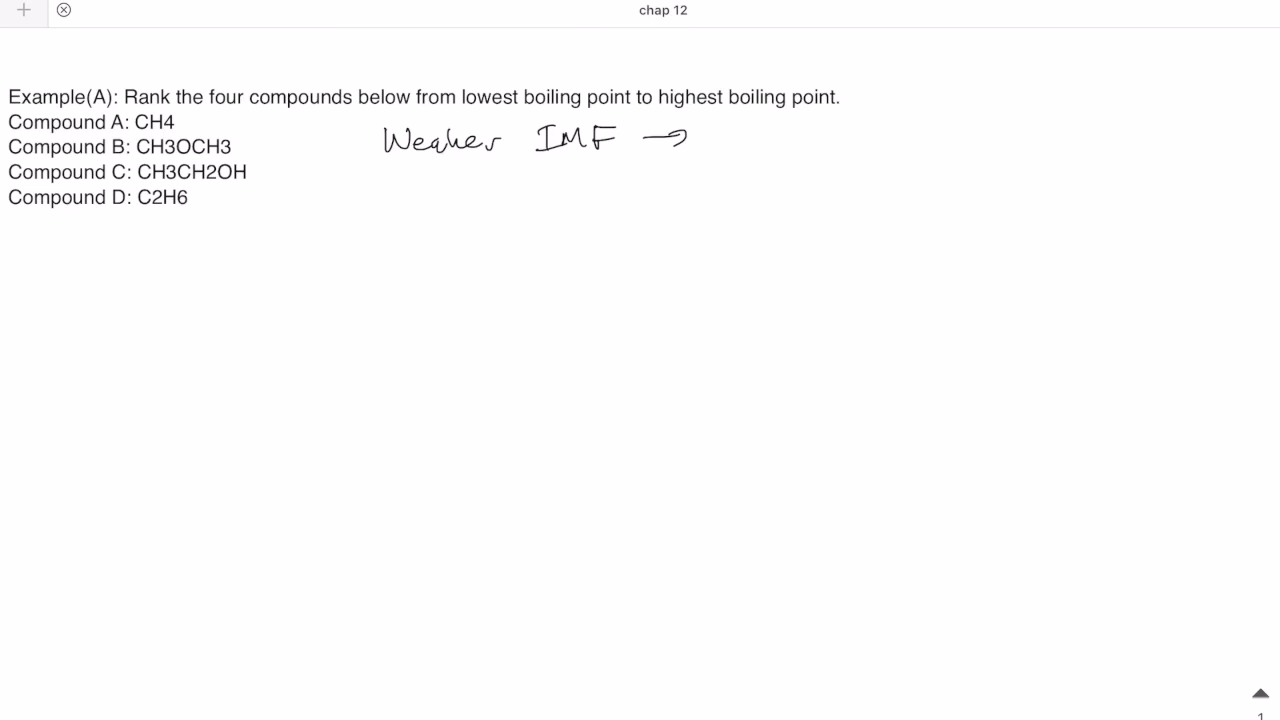 chap 12
Example(A): Rank the four compounds below from lowest boiling point to highest boiling point.
Compound A: CH4
Weaker IMF →
Compound B: CH3OCH3
Compound C: CH3CH2OH
Compound D: C2H6
1